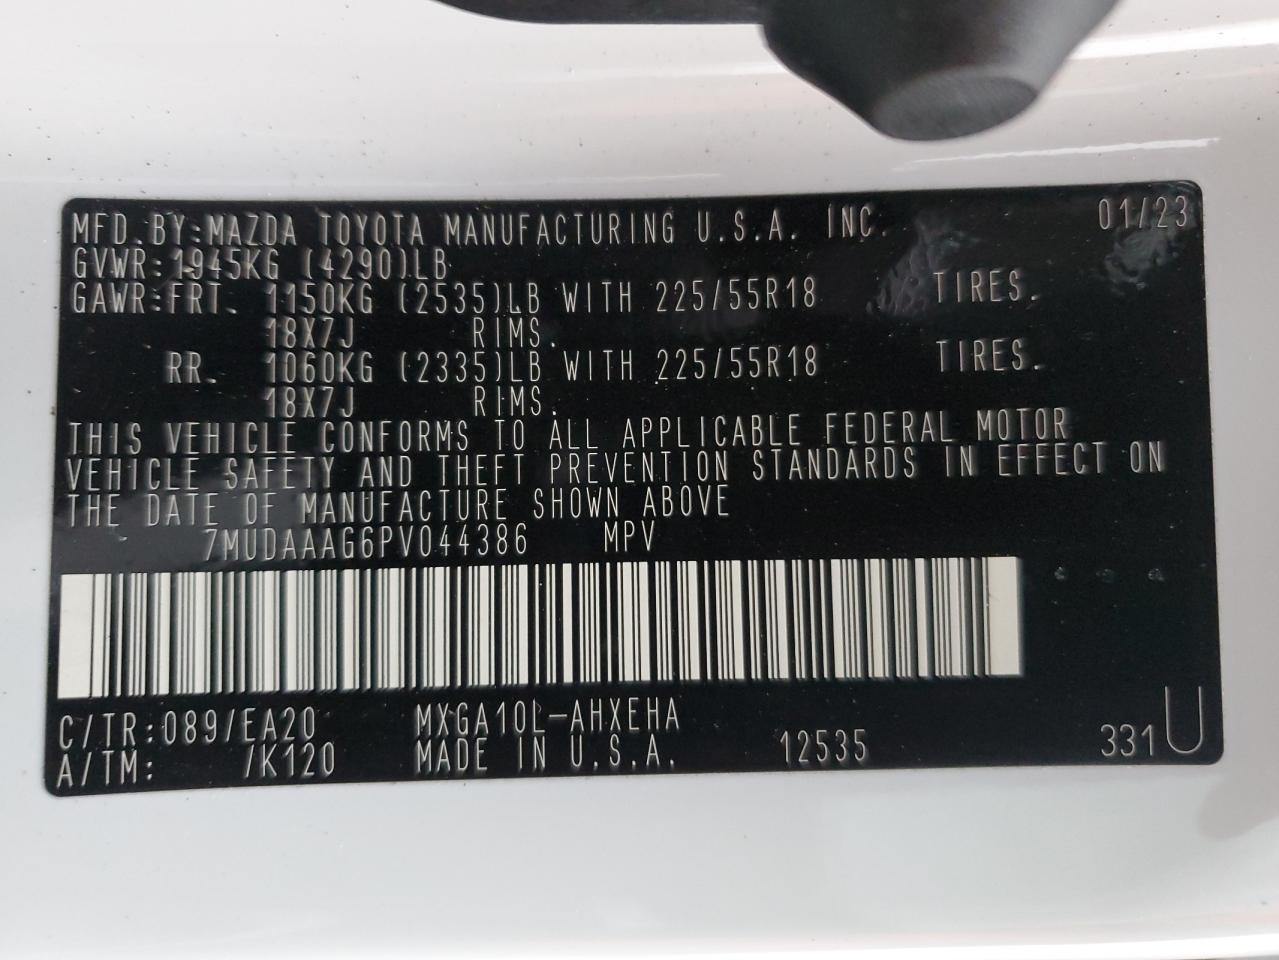 MFD.BY:MAZDA TOYOTA MANUFACTURING U.S.A. INC. 01/23
GVWR:1945KG (4290)LB
GAWR:FRT. 1150KG (2535)LB WITH 225/55R18 TIRES.
18X7J RIMS.
RR. 1060KG (2335)LB WITH 225/55R18 TIRES.
18X7J RIMS.
THIS VEHICLE CONFORMS TO ALL APPLICABLE FEDERAL MOTOR
VEHICLE SAFETY AND THEFT PREVENTION STANDARDS IN EFFECT ON
THE DATE OF MANUFACTURE SHOWN ABOVE
7MUDAAAG6PV044386 MPV
C/TR:089/EA20 MXGA10L-AHXEHA
A/TM: /K120 MADE IN U.S.A. 12535 331U